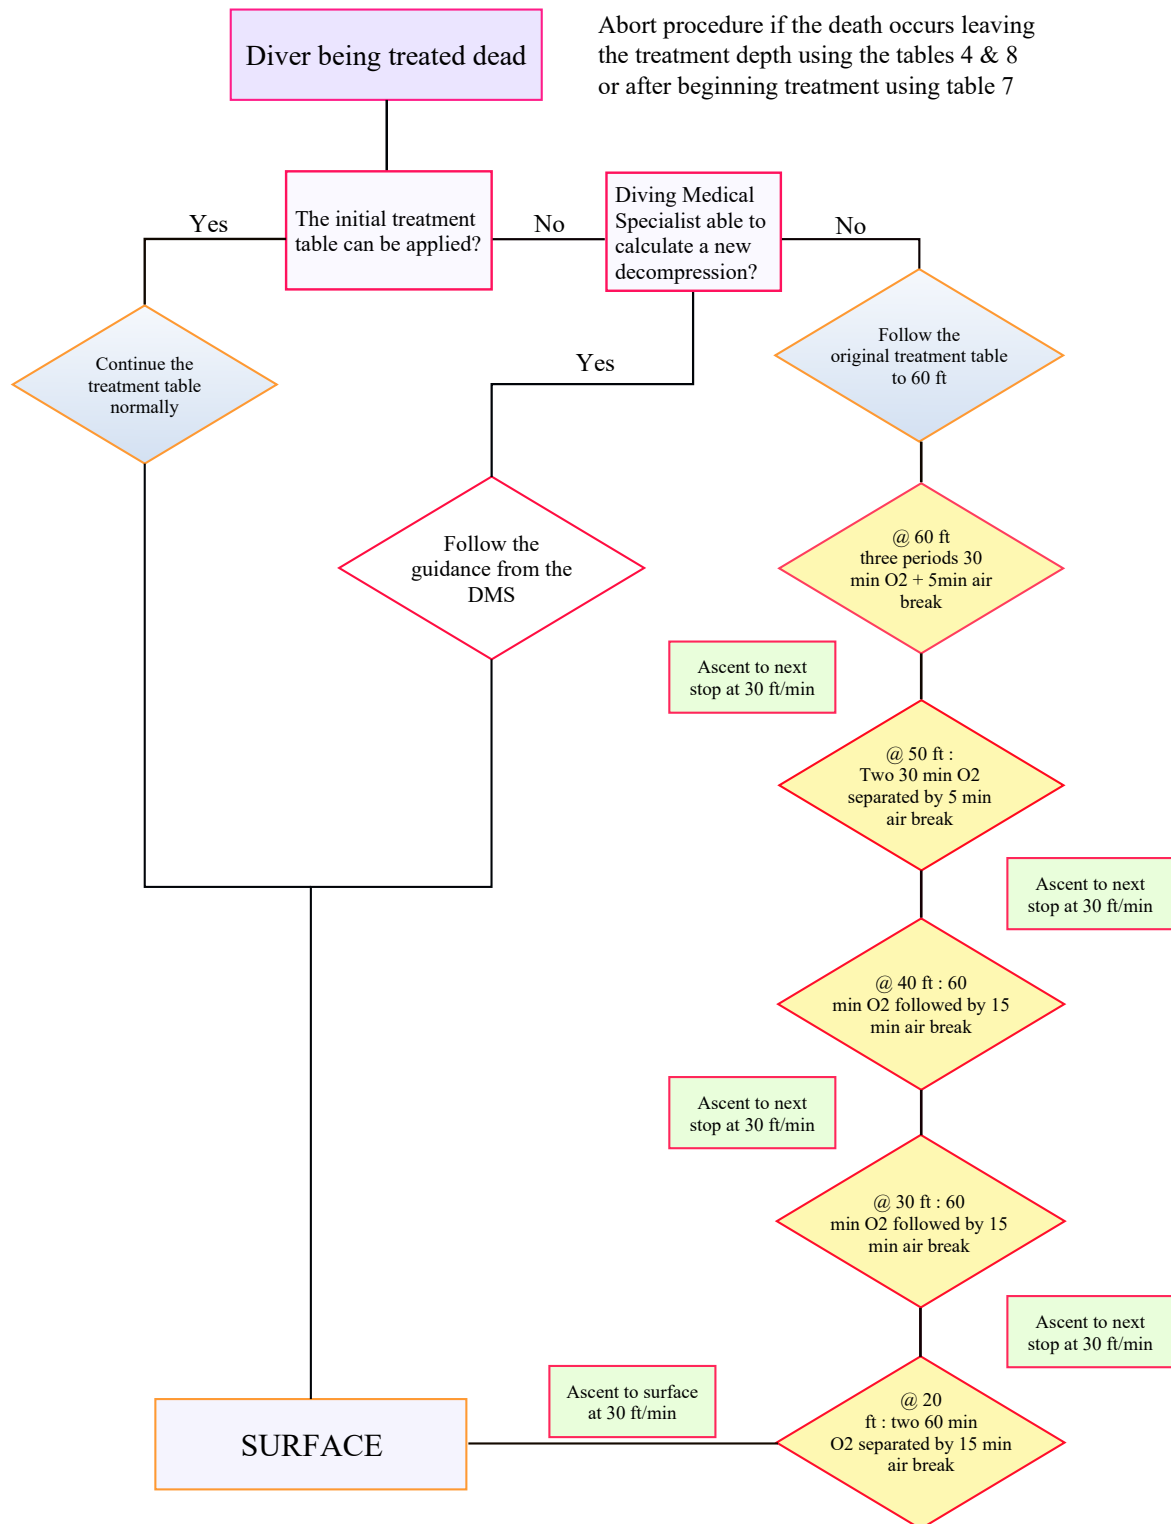 Diver being treated dead
Abort procedure if the death occurs leaving
the treatment depth using the tables 4 & 8
or after beginning treatment using table 7
Yes
The initial treatment
table can be applied?
No
Diving Medical
Specialist able to
calculate a new
decompression?
No
Continue the
treatment table
normally
Yes
Follow the
original treatment table
to 60 ft
Follow the
guidance from the
DMS
@ 60 ft
three periods 30
min O2 + 5min air
break
Ascent to next
stop at 30 ft/min
@ 50 ft :
Two 30 min O2
separated by 5 min
air break
Ascent to next
stop at 30 ft/min
@ 40 ft : 60
min O2 followed by 15
min air break
Ascent to next
stop at 30 ft/min
@ 30 ft : 60
min O2 followed by 15
min air break
Ascent to next
stop at 30 ft/min
@ 20
ft : two 60 min
O2 separated by 15 min
air break
Ascent to surface
at 30 ft/min
SURFACE